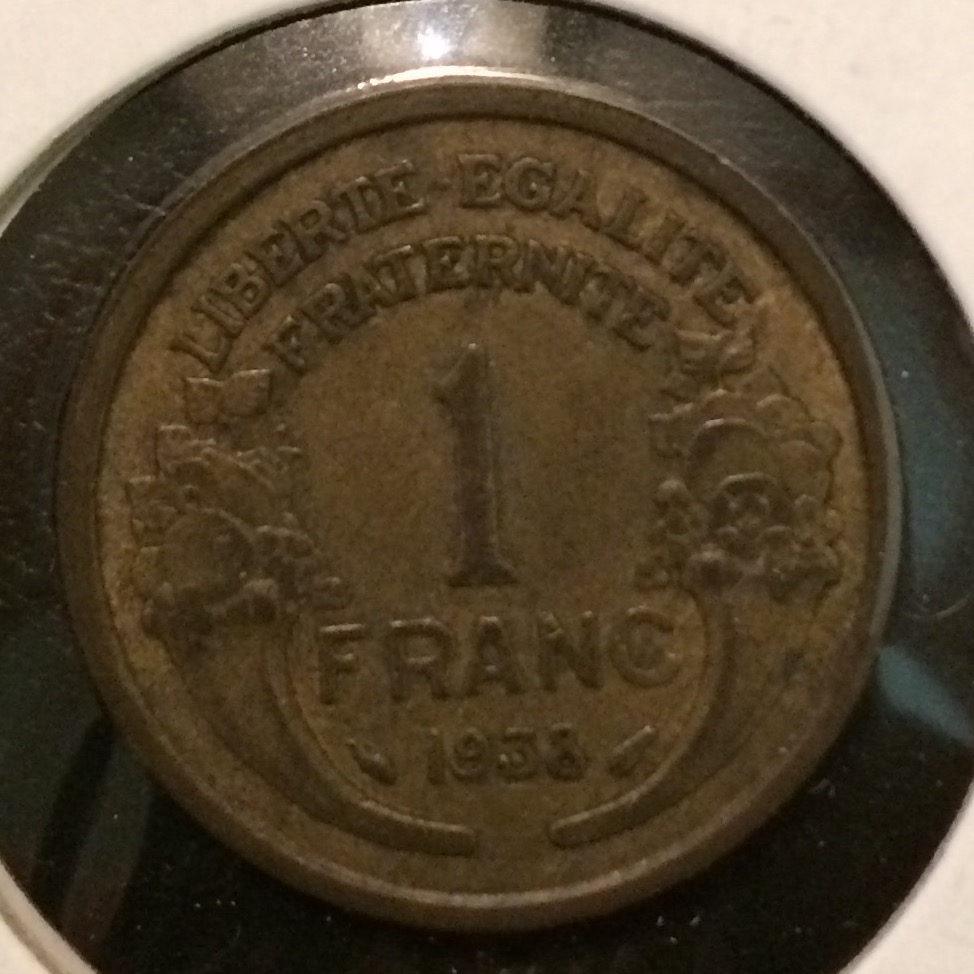 LIBERTE-EGALITE
FRATERNITE
1
FRANC
1938